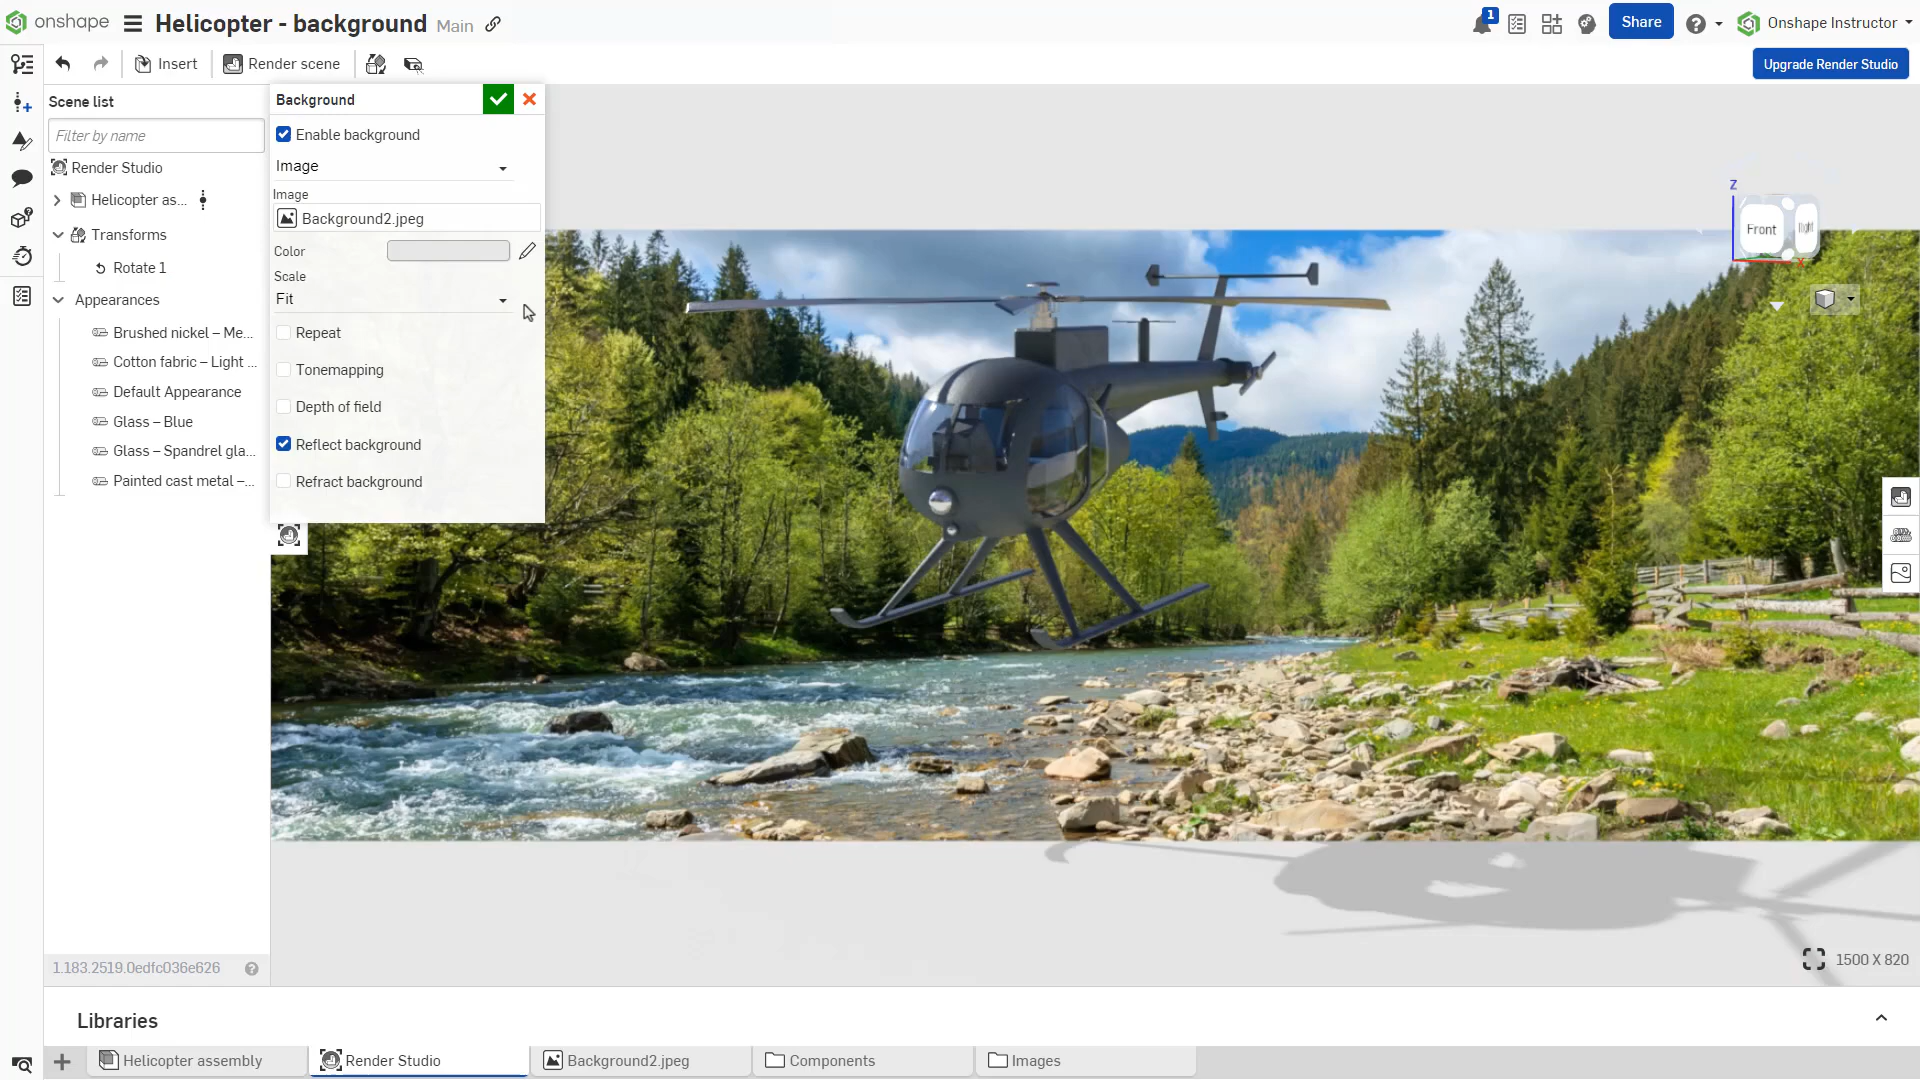 onshape
Helicopter - background Main
1
Share
Onshape Instructor
Insert
Render scene
Upgrade Render Studio
Scene list
Filter by name
Render Studio
Helicopter as...
Transforms
Rotate 1
Appearances
Brushed nickel – Me...
Cotton fabric – Light ...
Default Appearance
Glass – Blue
Glass – Spandrel gla...
Painted cast metal –...
1.183.2519.0edfc036e626
Background
Enable background
Image
Image
Background2.jpeg
Color
Scale
Fit
Repeat
Tonemapping
Depth of field
Reflect background
Refract background
Z
Front
Right
X
1500 X 820
Libraries
Helicopter assembly
Render Studio
Background2.jpeg
Components
Images